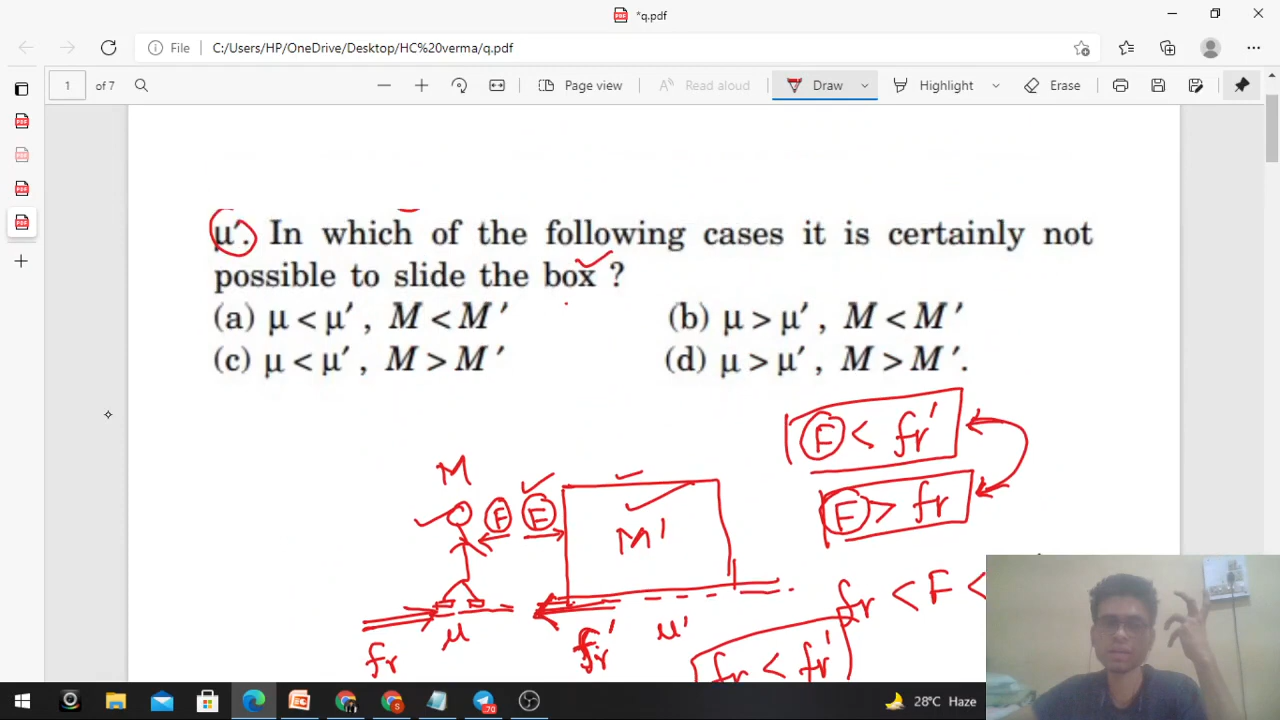 *q.pdf
File C:/Users/HP/OneDrive/Desktop/HC%20verma/q.pdf
1 of 7 Page view Read aloud Draw Highlight Erase
μ'. In which of the following cases it is certainly not
possible to slide the box ?
(a) μ < μ' , M < M' (b) μ > μ' , M < M'
(c) μ < μ' , M > M' (d) μ > μ' , M > M'.
F < fr'
M
F F
F > fr
M'
fr < F <
μ fr' μ'
fr
fr < fr'
70
28°C Haze